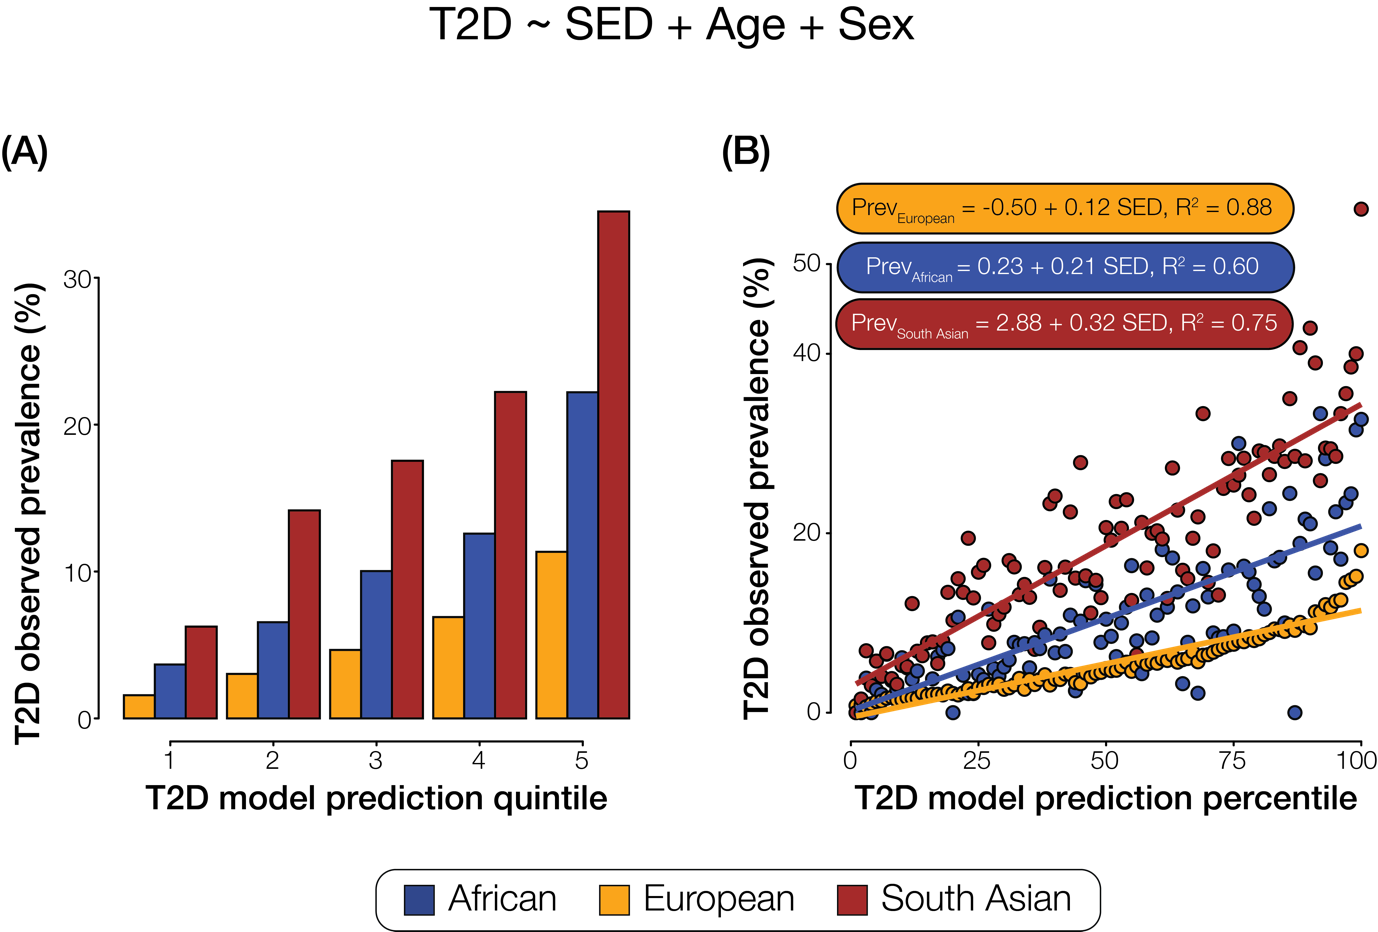 T2D ~ SED + Age + Sex
(A)
T2D observed prevalence (%)
30
20
10
0
1 2 3 4 5
T2D model prediction quintile
(B)
Prev_European = -0.50 + 0.12 SED, R² = 0.88
Prev_African = 0.23 + 0.21 SED, R² = 0.60
Prev_South Asian = 2.88 + 0.32 SED, R² = 0.75
T2D observed prevalence (%)
50
40
20
0
0 25 50 75 100
T2D model prediction percentile
African European South Asian